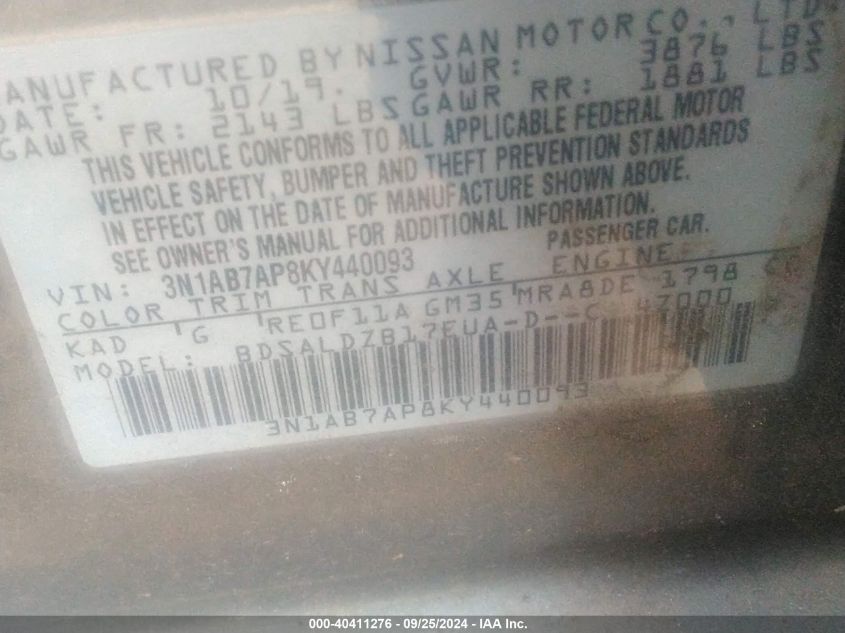 MANUFACTURED BY NISSAN MOTOR CO., LTD.
DATE: 10/19. GVWR: 3876 LBS
GAWR FR: 2143 LBS GAWR RR: 1881 LBS
THIS VEHICLE CONFORMS TO ALL APPLICABLE FEDERAL MOTOR
VEHICLE SAFETY, BUMPER AND THEFT PREVENTION STANDARDS
IN EFFECT ON THE DATE OF MANUFACTURE SHOWN ABOVE.
SEE OWNER'S MANUAL FOR ADDITIONAL INFORMATION.
VIN: 3N1AB7AP8KY440093 PASSENGER CAR.
COLOR TRIM TRANS AXLE ENGINE
KAD G RE0F11A GM35 MRA8DE 1798 CC
MODEL: BDSALDZB17EUA-D--C 47000
3N1AB7AP8KY440093
000-40411276 - 09/25/2024 - IAA Inc.